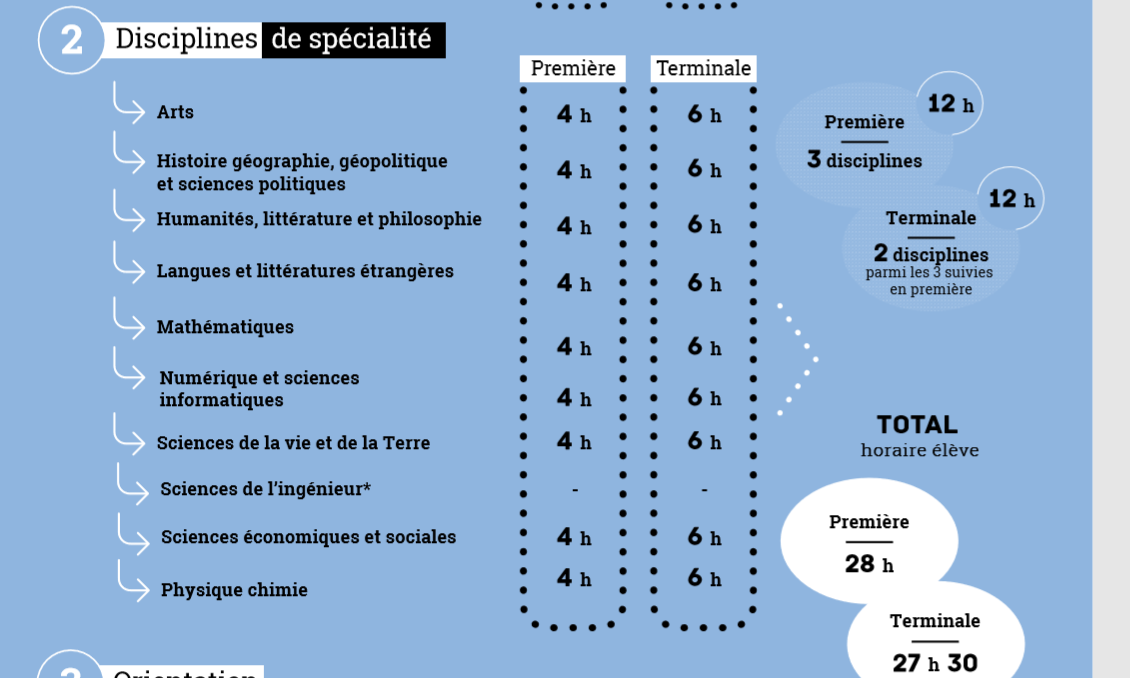 2 Disciplines de spécialité
Première Terminale
Arts 4 h 6 h
Histoire géographie, géopolitique
et sciences politiques 4 h 6 h
Humanités, littérature et philosophie 4 h 6 h
Langues et littératures étrangères 4 h 6 h
Mathématiques 4 h 6 h
Numérique et sciences
informatiques 4 h 6 h
Sciences de la vie et de la Terre 4 h 6 h
Sciences de l'ingénieur* - -
Sciences économiques et sociales 4 h 6 h
Physique chimie 4 h 6 h
12 h
Première
3 disciplines
12 h
Terminale
2 disciplines
parmi les 3 suivies
en première
TOTAL
horaire élève
Première
28 h
Terminale
27 h 30
3 Orientation